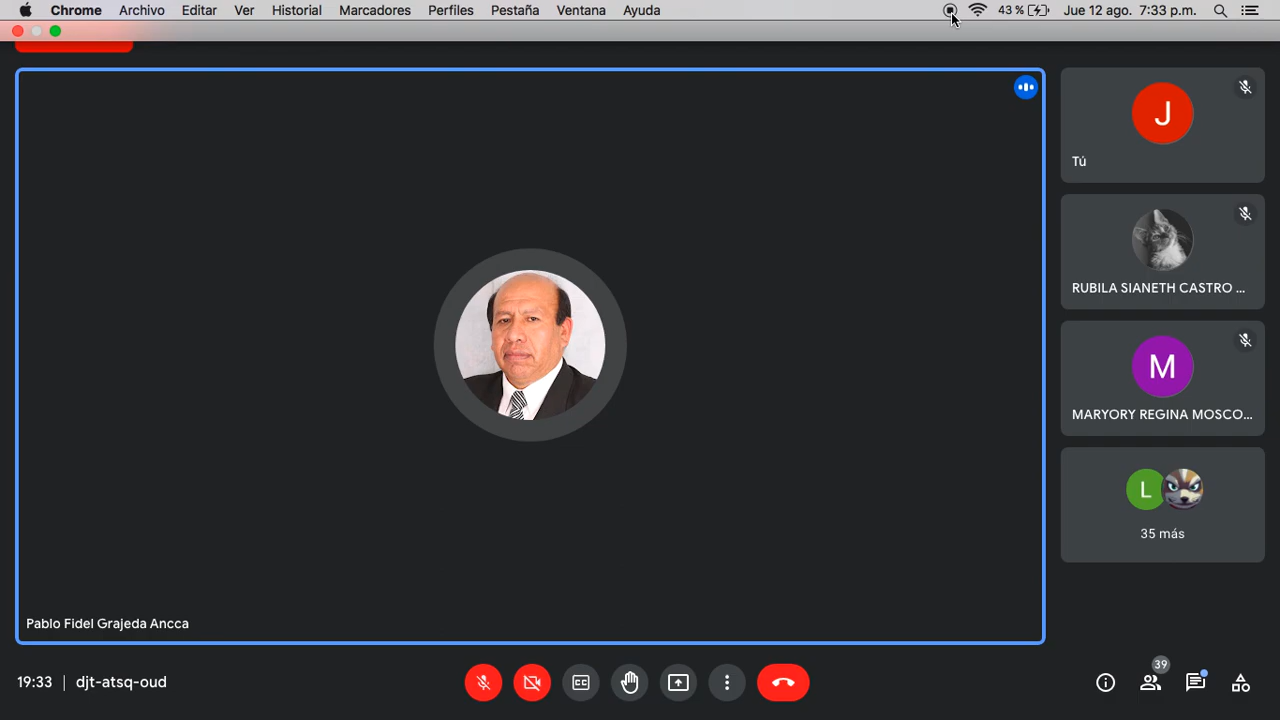 Chrome Archivo Editar Ver Historial Marcadores Perfiles Pestaña Ventana Ayuda 43 % Jue 12 ago. 7:33 p.m.
J
Tú
RUBILA SIANETH CASTRO ...
M
MARYORY REGINA MOSCO...
L
35 más
Pablo Fidel Grajeda Ancca
19:33 | djt-atsq-oud
CC
39